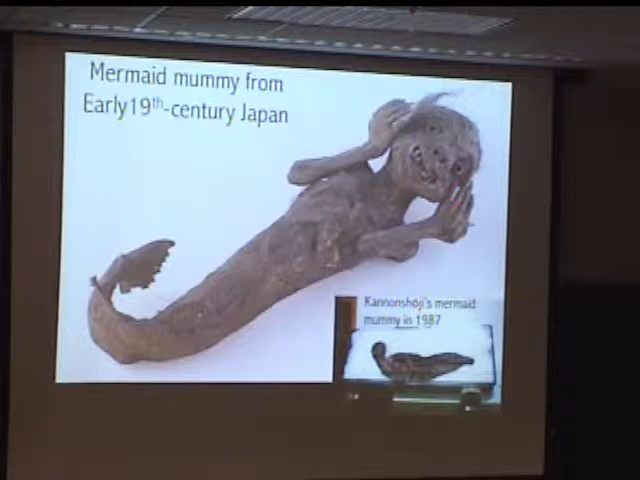 Mermaid mummy from
Early 19th-century Japan
Kannonshōji's mermaid
mummy in 1987